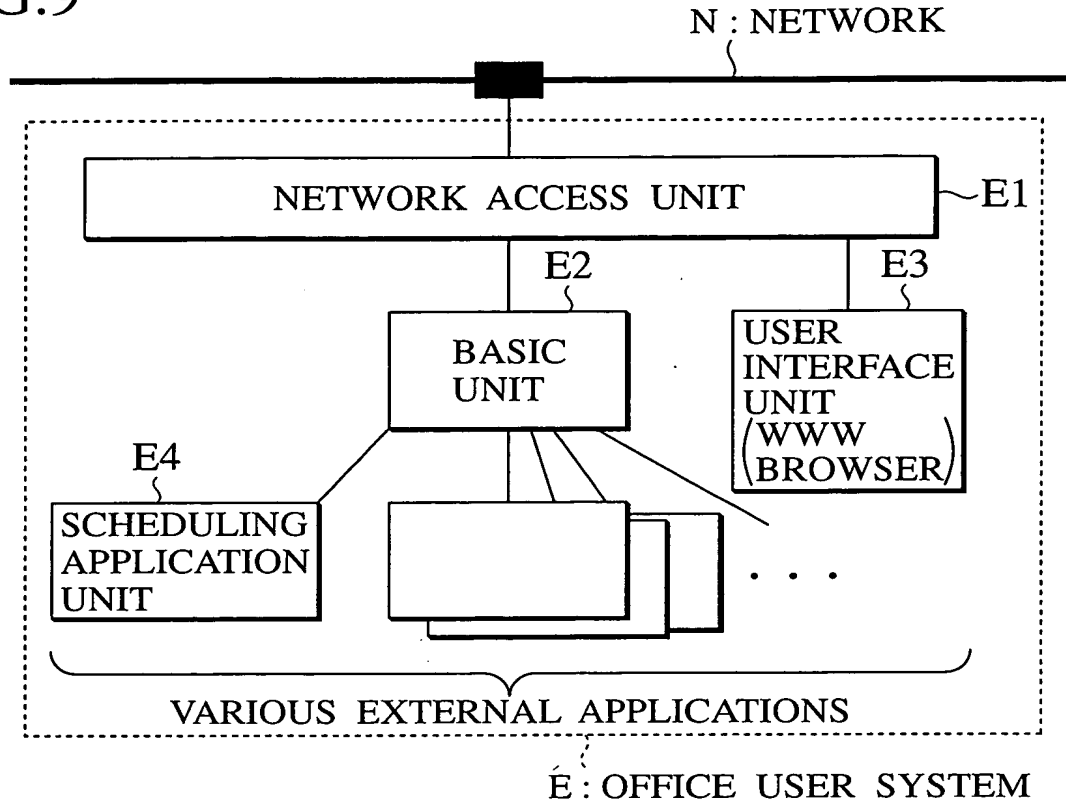 G.9
N : NETWORK
NETWORK ACCESS UNIT
E1
E2
E3
BASIC
UNIT
USER
INTERFACE
UNIT
(WWW
BROWSER)
E4
SCHEDULING
APPLICATION
UNIT
. . .
VARIOUS EXTERNAL APPLICATIONS
E : OFFICE USER SYSTEM